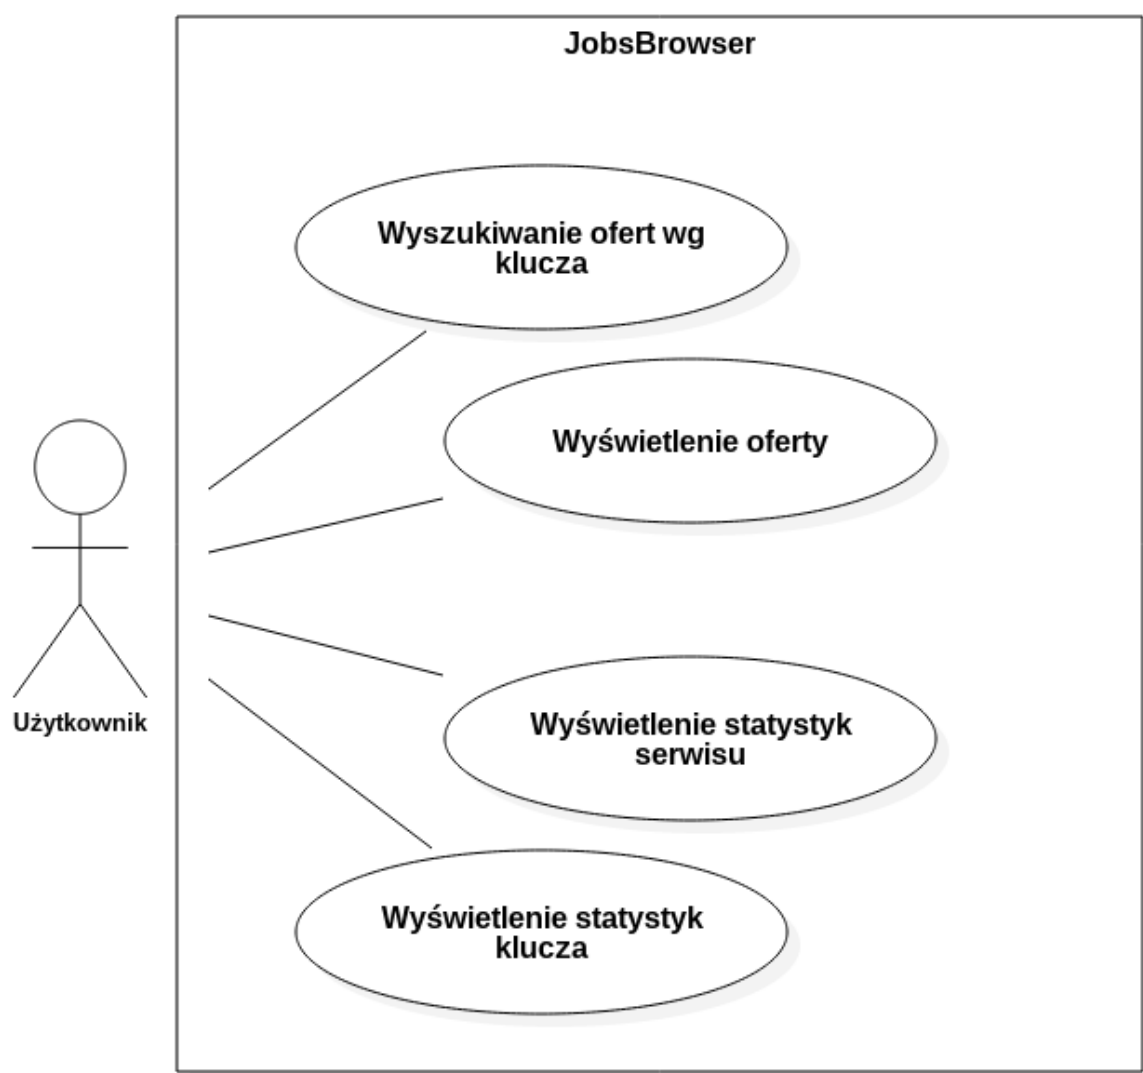 JobsBrowser
Wyszukiwanie ofert wg
klucza
Wyświetlenie oferty
Użytkownik
Wyświetlenie statystyk
serwisu
Wyświetlenie statystyk
klucza